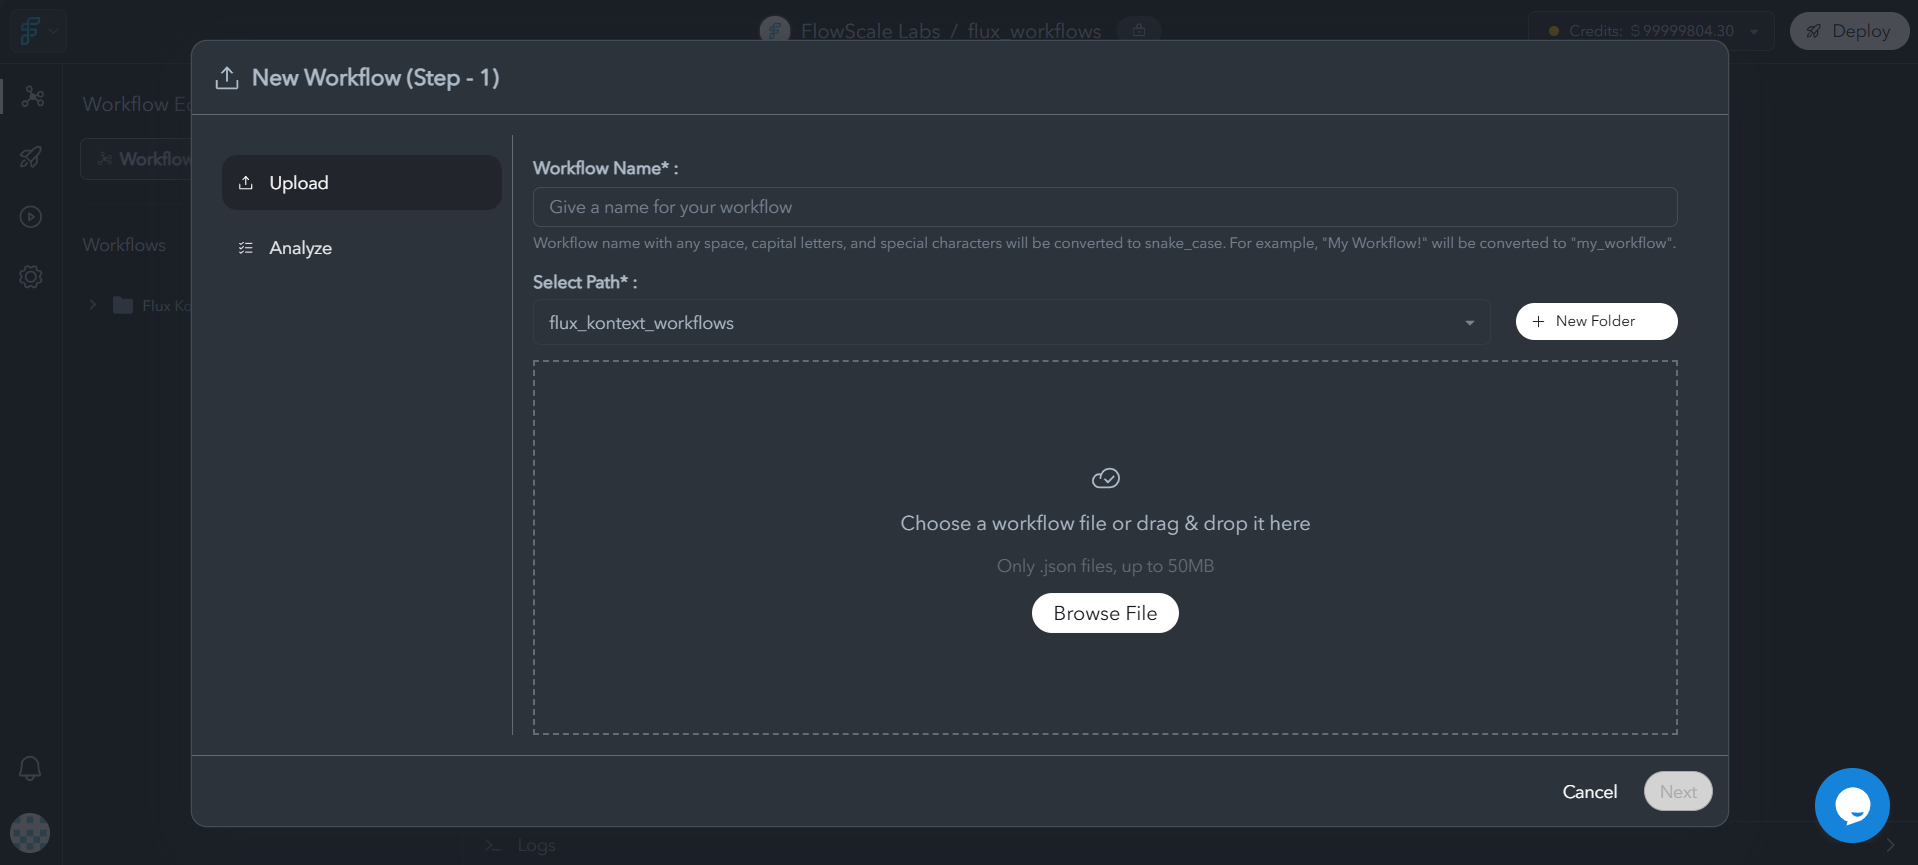 FlowScale Labs / flux_workflows
Credits: $ 99999804.30
Deploy
New Workflow (Step - 1)
Workflow
Workflows
Flux
Upload
Analyze
Workflow Name* :
Give a name for your workflow
Workflow name with any space, capital letters, and special characters will be converted to snake_case. For example, "My Workflow!" will be converted to "my_workflow".
Select Path* :
flux_kontext_workflows
New Folder
Choose a workflow file or drag & drop it here
Only .json files, up to 50MB
Browse File
Cancel
Next
Logs